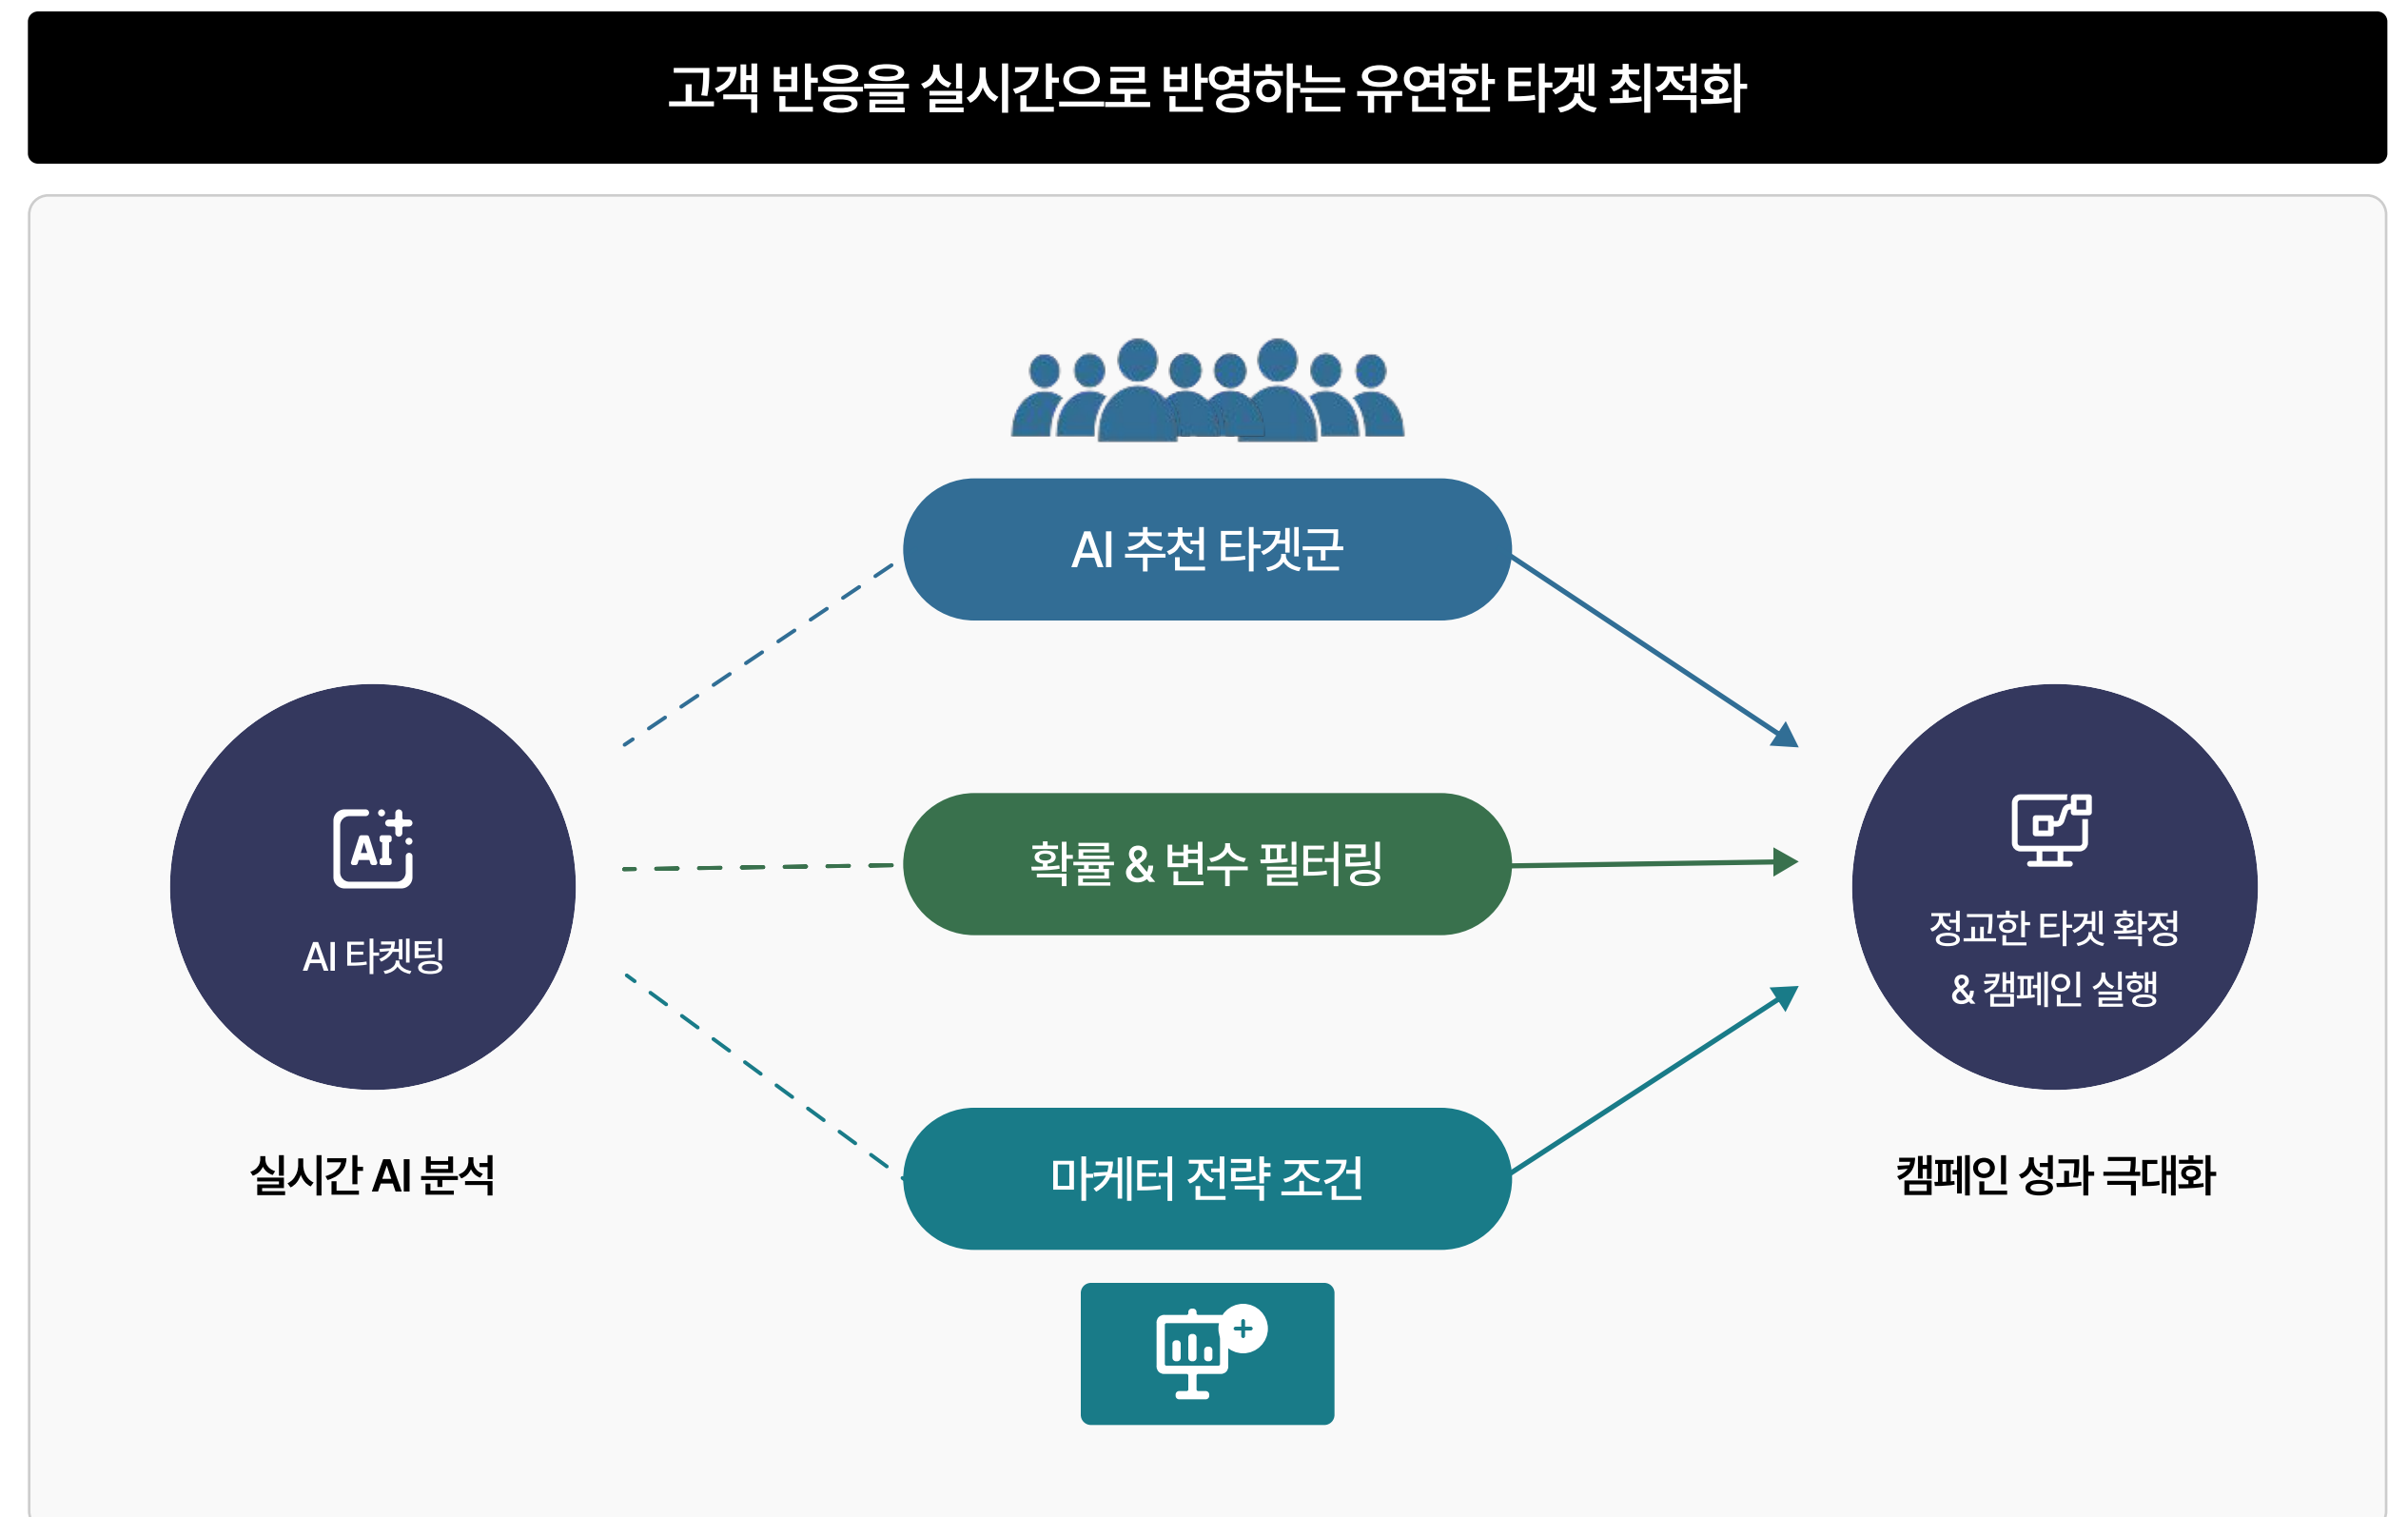 고객 반응을 실시간으로 반영하는 유연한 타겟 최적화
AI 추천 타겟군
확률 & 변수 필터링
마케터 전략 조건
AI 타겟팅
실시간 AI 분석
정교한 타겟 확정
& 캠페인 실행
캠페인 성과 극대화